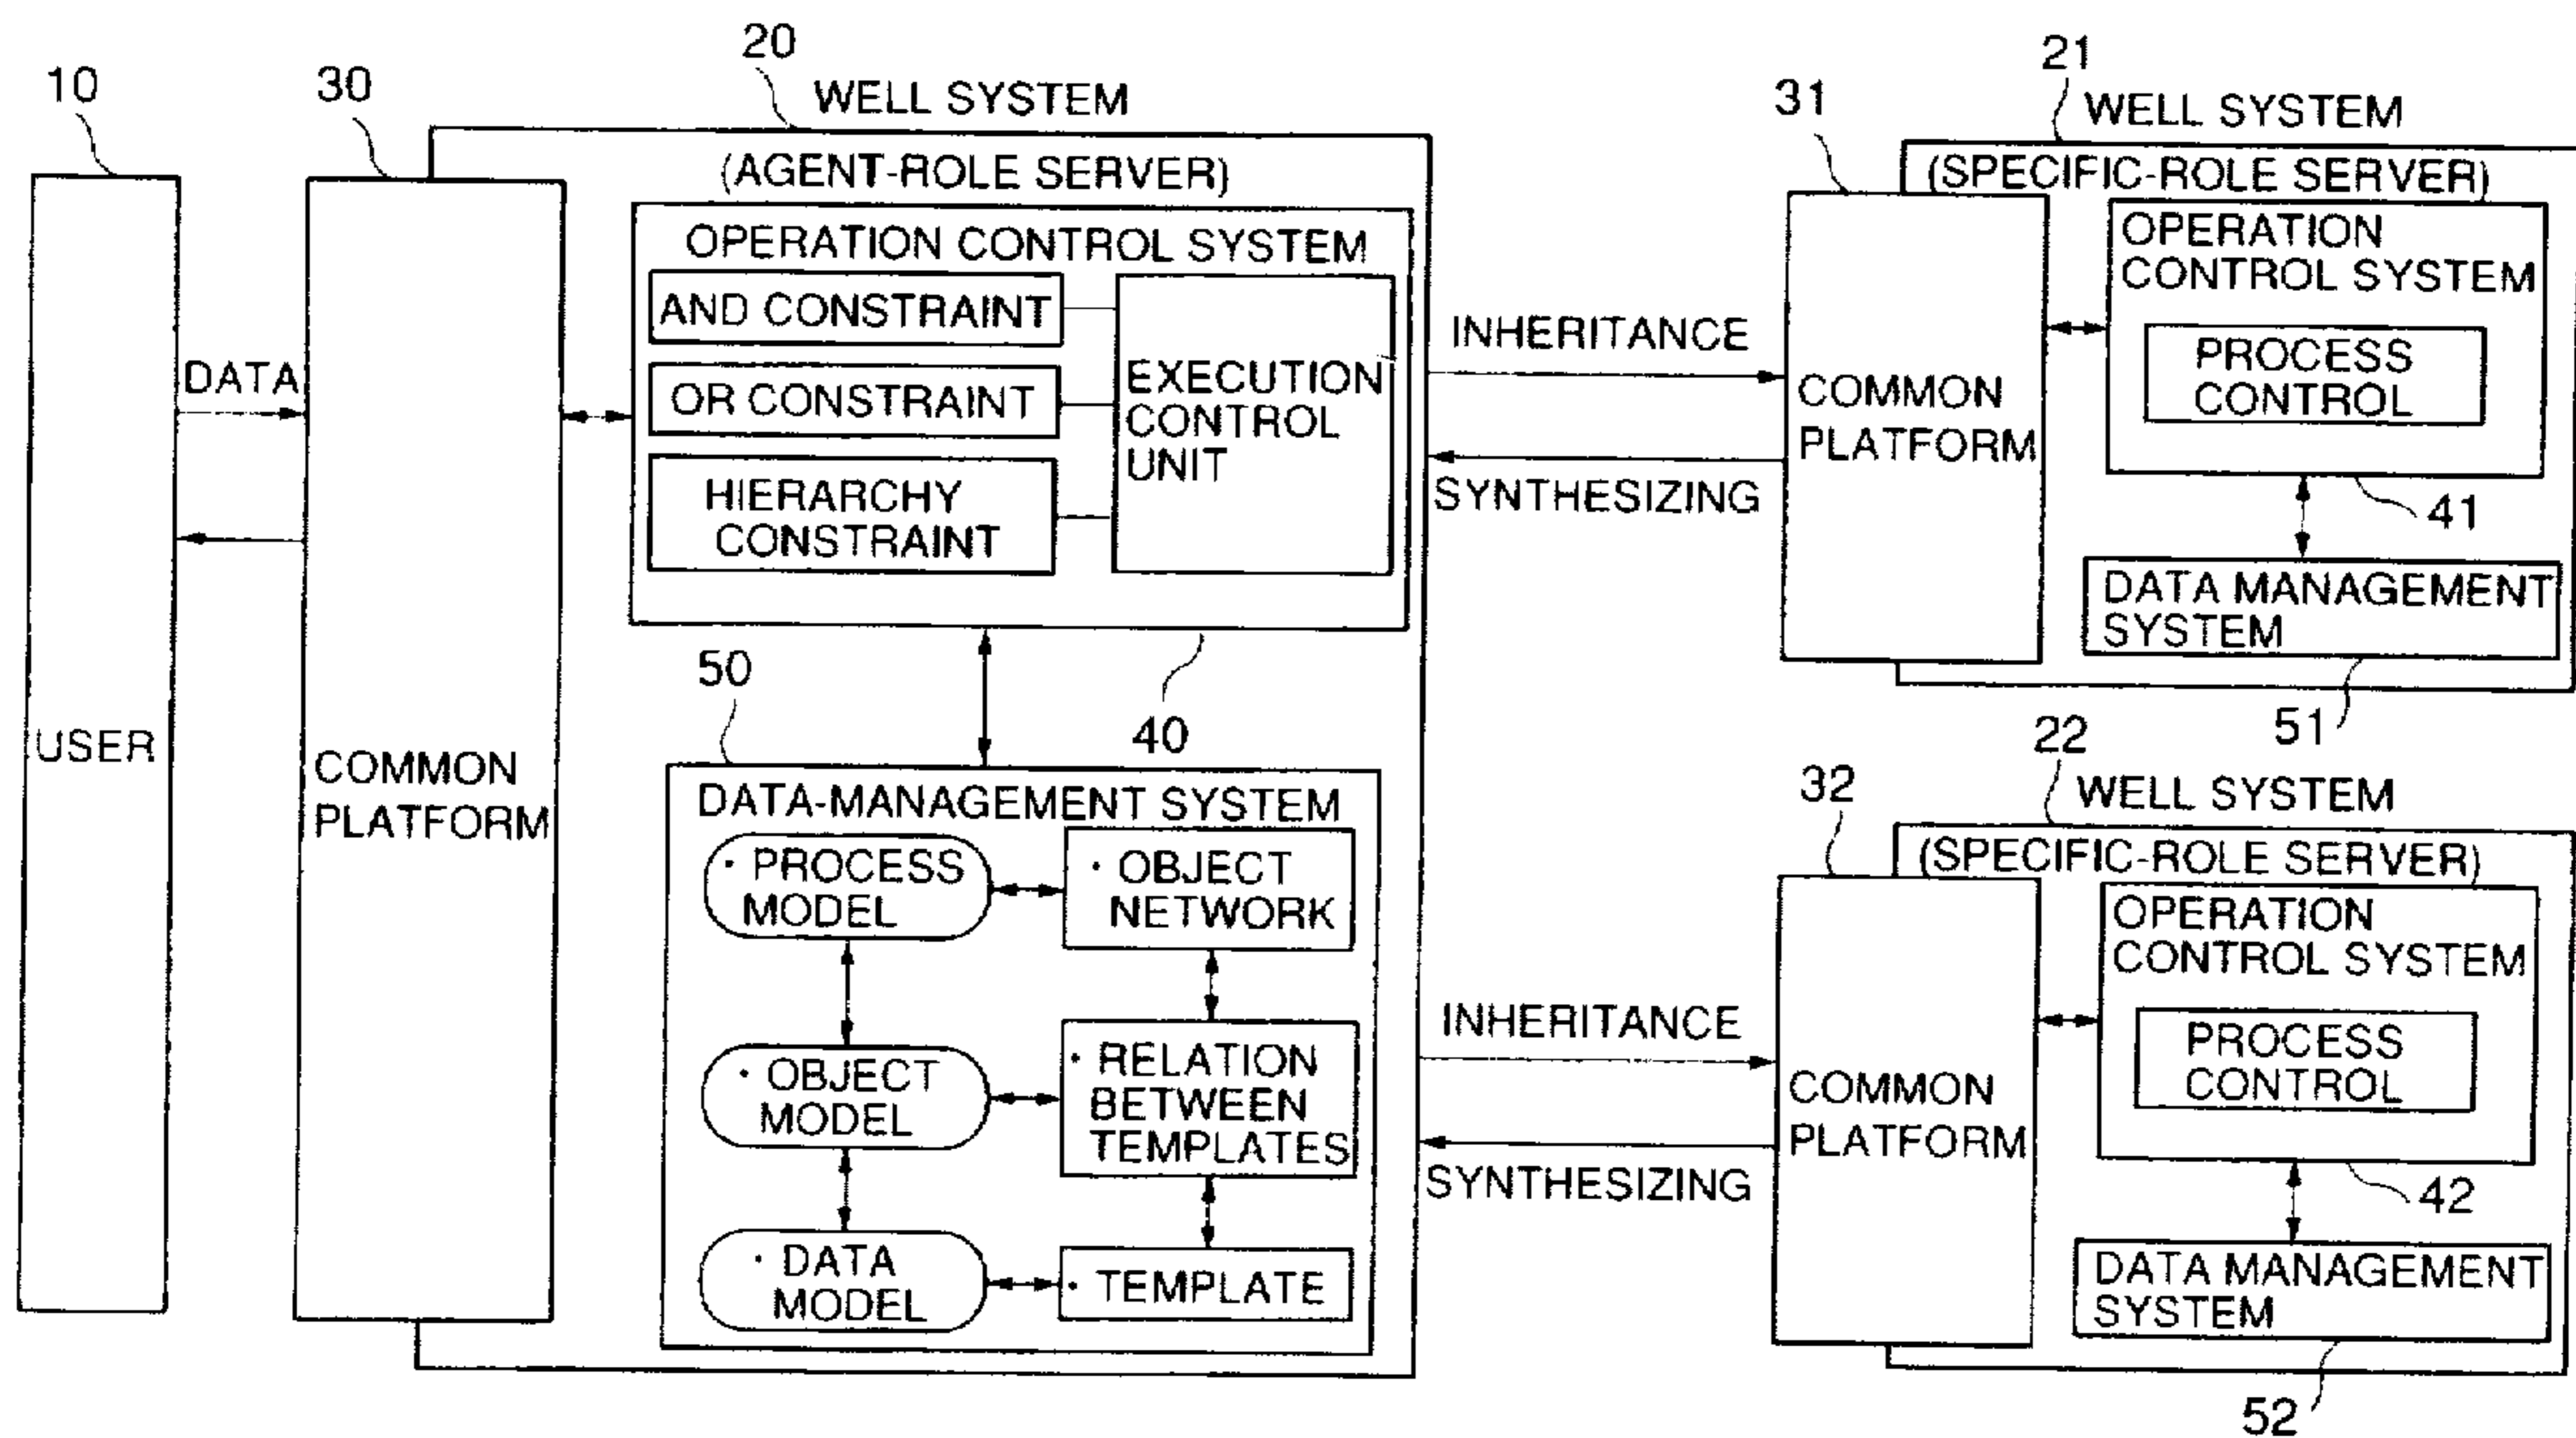 10
30
20
WELL SYSTEM
(AGENT-ROLE SERVER)
OPERATION CONTROL SYSTEM
AND CONSTRAINT
OR CONSTRAINT
HIERARCHY
CONSTRAINT
EXECUTION
CONTROL
UNIT
DATA
USER
COMMON
PLATFORM
40
50
DATA-MANAGEMENT SYSTEM
· PROCESS
MODEL
· OBJECT
NETWORK
· OBJECT
MODEL
· RELATION
BETWEEN
TEMPLATES
· DATA
MODEL
· TEMPLATE
INHERITANCE
SYNTHESIZING
INHERITANCE
SYNTHESIZING
31
21
WELL SYSTEM
(SPECIFIC-ROLE SERVER)
COMMON
PLATFORM
OPERATION
CONTROL SYSTEM
PROCESS
CONTROL
41
DATA MANAGEMENT
SYSTEM
51
32
22
WELL SYSTEM
(SPECIFIC-ROLE SERVER)
COMMON
PLATFORM
OPERATION
CONTROL SYSTEM
PROCESS
CONTROL
42
DATA MANAGEMENT
SYSTEM
52